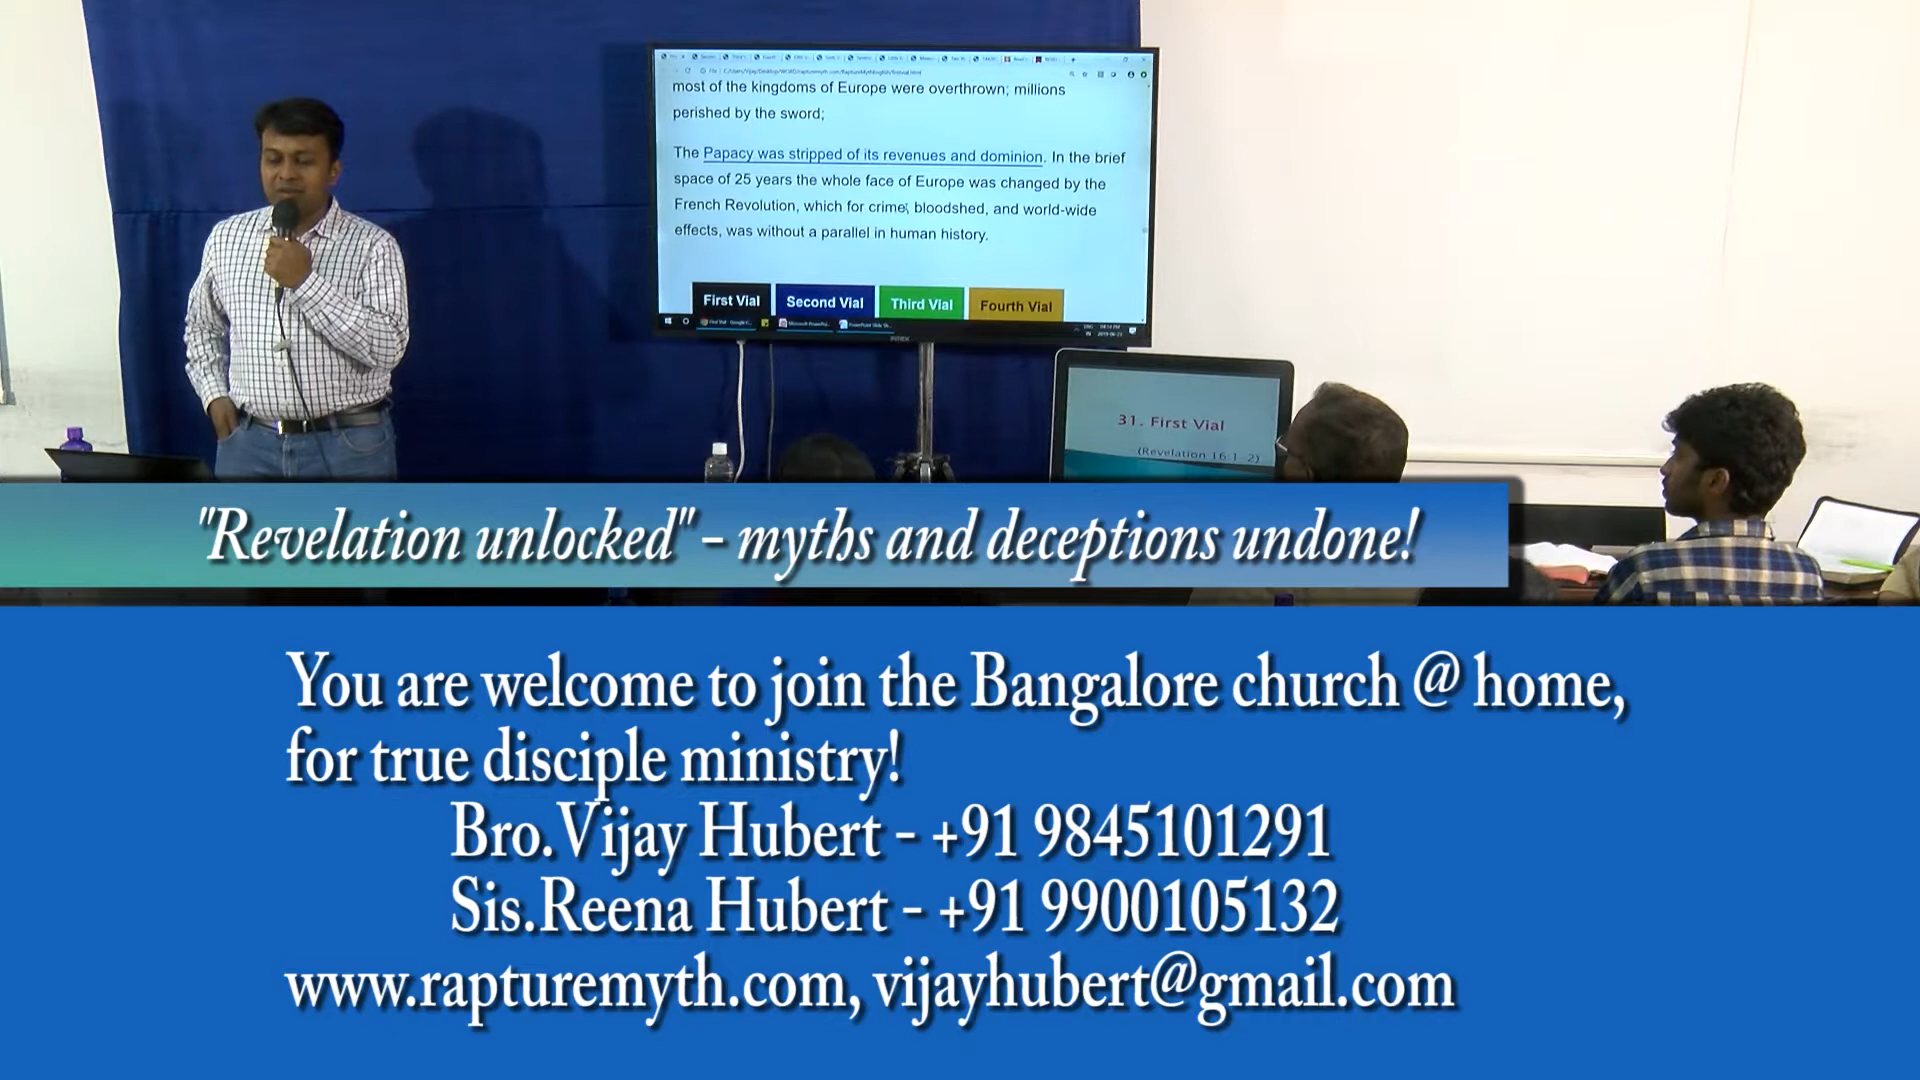 most of the kingdoms of Europe were overthrown; millions
perished by the sword;
The Papacy was stripped of its revenues and dominion. In the brief
space of 25 years the whole face of Europe was changed by the
French Revolution, which for crime, bloodshed, and world-wide
effects, was without a parallel in human history.
First Vial
Second Vial
Third Vial
Fourth Vial
INTEX
31. First Vial
(Revelation 16:1-2)
"Revelation unlocked" - myths and deceptions undone!
You are welcome to join the Bangalore church @ home,
for true disciple ministry!
Bro.Vijay Hubert - +91 9845101291
Sis.Reena Hubert - +91 9900105132
www.rapturemyth.com, vijayhubert@gmail.com